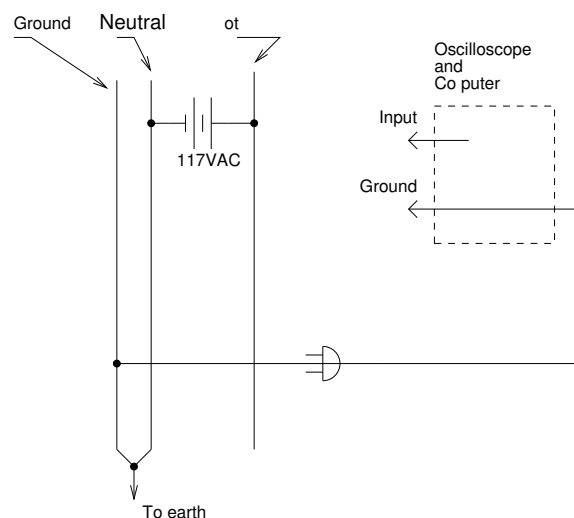 Ground
Neutral
ot
Oscilloscope
and
Co puter
Input
117VAC
Ground
To earth